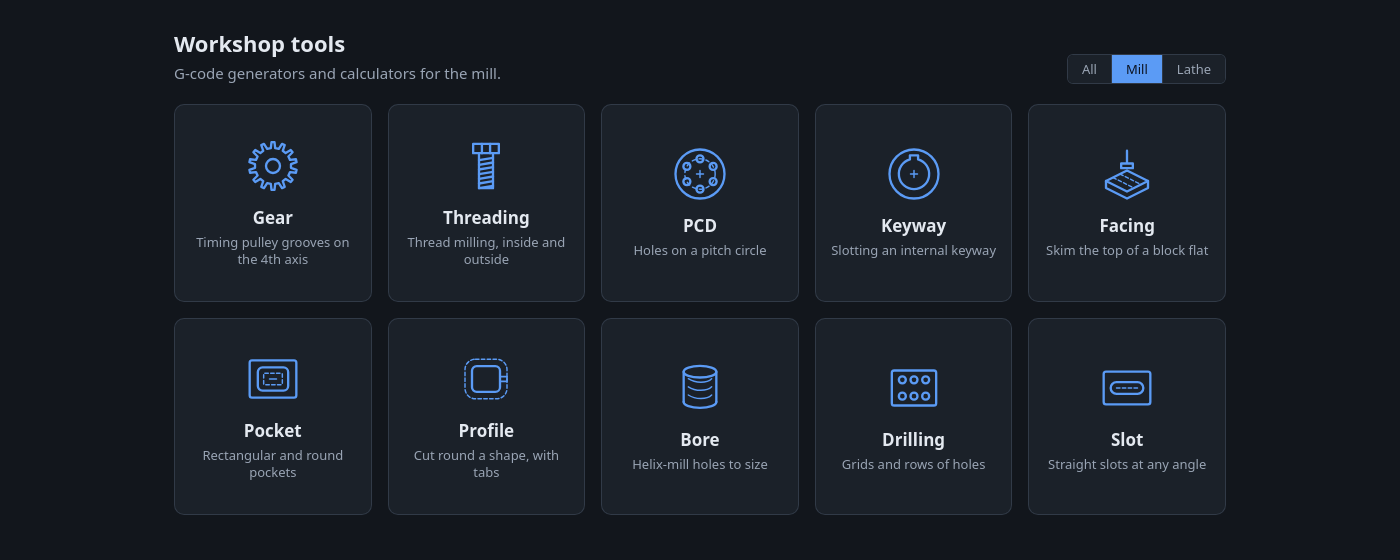 Workshop tools
G-code generators and calculators for the mill.
All Mill Lathe
Gear
Timing pulley grooves on
the 4th axis
Threading
Thread milling, inside and
outside
PCD
Holes on a pitch circle
Keyway
Slotting an internal keyway
Facing
Skim the top of a block flat
Pocket
Rectangular and round
pockets
Profile
Cut round a shape, with
tabs
Bore
Helix-mill holes to size
Drilling
Grids and rows of holes
Slot
Straight slots at any angle